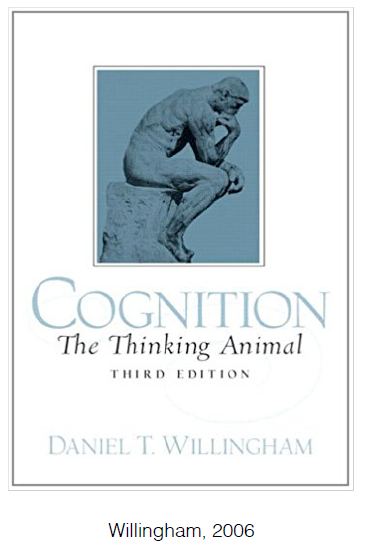 COGNITION
The Thinking Animal
THIRD EDITION
DANIEL T. WILLINGHAM
Willingham, 2006